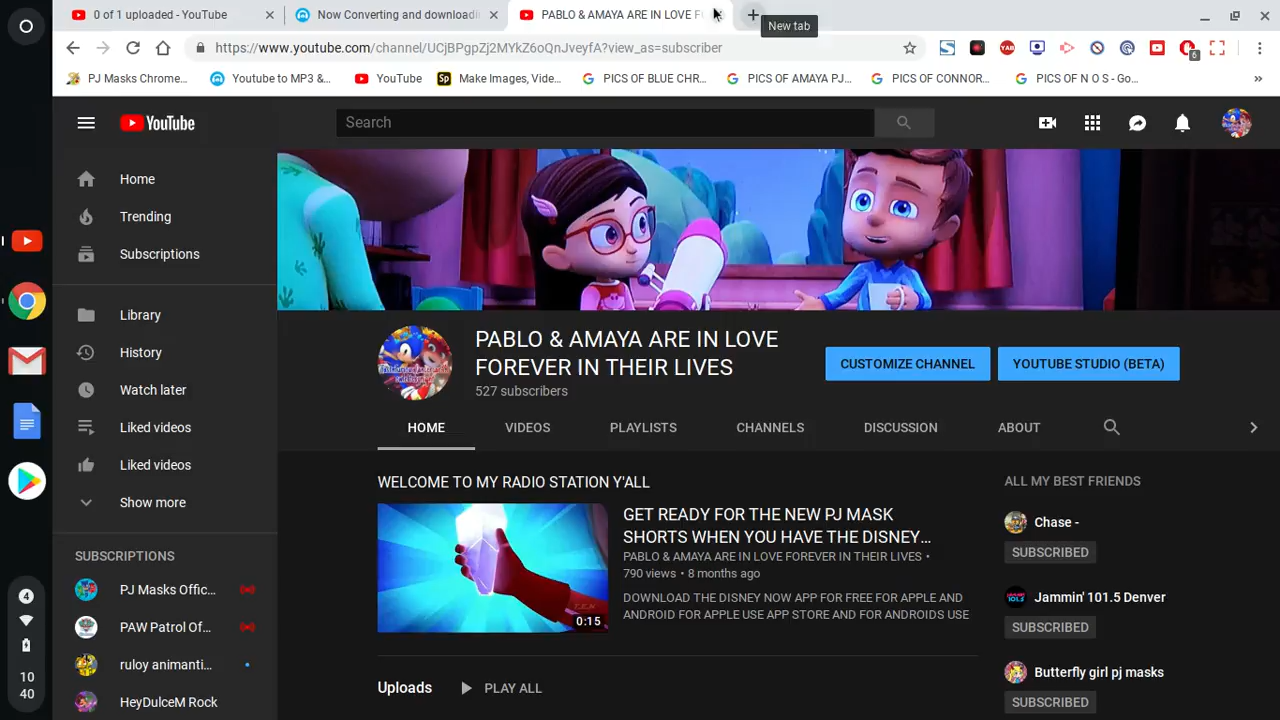 0 of 1 uploaded - YouTube
Now Converting and downloadi
PABLO & AMAYA ARE IN LOVE F
New tab
https://www.youtube.com/channel/UCjBPgpZj2MYkZ6oQnJveyfA?view_as=subscriber
6
PJ Masks Chrome...
Youtube to MP3 &...
YouTube
Sp
Make Images, Vide...
PICS OF BLUE CHR...
PICS OF AMAYA PJ...
PICS OF CONNOR...
PICS OF N O S - Go...
»
YouTube
Search
Home
Trending
Subscriptions
Library
History
Watch later
Liked videos
Liked videos
Show more
SUBSCRIPTIONS
PJ Masks Offic...
PAW Patrol Of...
ruloy animanti...
HeyDulceM Rock
PABLO & AMAYA ARE IN LOVE
FOREVER IN THEIR LIVES
527 subscribers
CUSTOMIZE CHANNEL
YOUTUBE STUDIO (BETA)
HOME
VIDEOS
PLAYLISTS
CHANNELS
DISCUSSION
ABOUT
WELCOME TO MY RADIO STATION Y'ALL
0:15
GET READY FOR THE NEW PJ MASK
SHORTS WHEN YOU HAVE THE DISNEY...
PABLO & AMAYA ARE IN LOVE FOREVER IN THEIR LIVES •
790 views • 8 months ago
DOWNLOAD THE DISNEY NOW APP FOR FREE FOR APPLE AND
ANDROID FOR APPLE USE APP STORE AND FOR ANDROIDS USE
Uploads
PLAY ALL
ALL MY BEST FRIENDS
Chase -
SUBSCRIBED
Jammin' 101.5 Denver
SUBSCRIBED
Butterfly girl pj masks
SUBSCRIBED
4
10
40